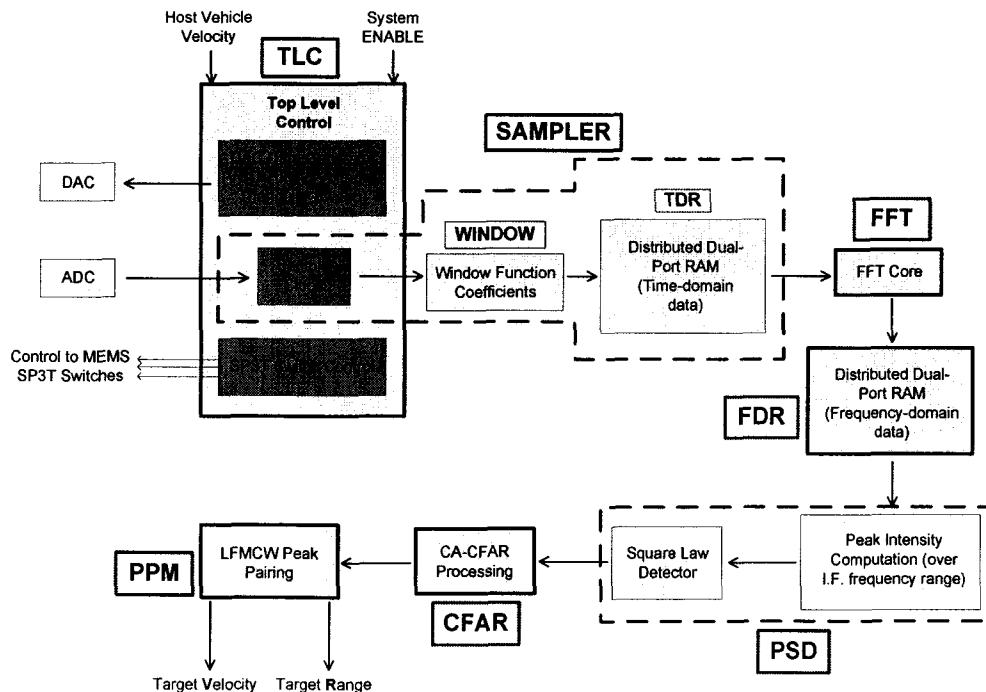 Host Vehicle
Velocity
System
ENABLE
TLC
Top Level
Control
SAMPLER
DAC
TDR
FFT
WINDOW
Distributed Dual-
Port RAM
(Time-domain
data)
ADC
Window Function
Coefficients
FFT Core
Control to MEMS
SP3T Switches
Distributed Dual-
Port RAM
(Frequency-domain
data)
FDR
LFMCW Peak
Pairing
PPM
CA-CFAR
Processing
Square Law
Detector
Peak Intensity
Computation (over
I.F. frequency range)
CFAR
PSD
Target Velocity
Target Range